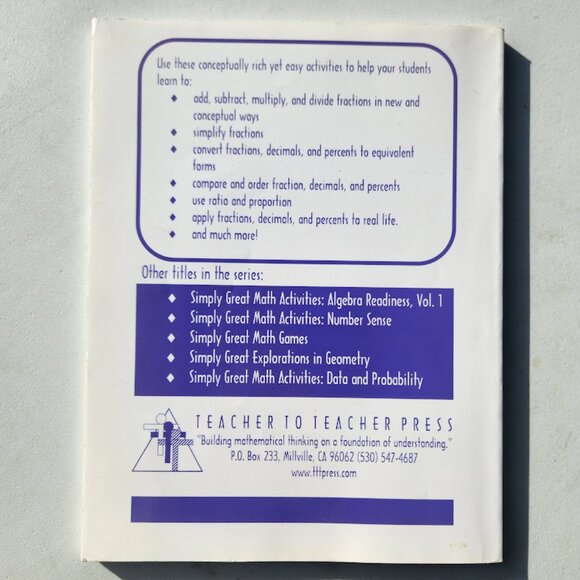 Use these conceptually rich yet easy activities to help your students
learn to:
♦ add, subtract, multiply, and divide fractions in new and
conceptual ways
♦ simplify fractions
♦ convert fractions, decimals, and percents to equivalent
forms
♦ compare and order fraction, decimals, and percents
♦ use ratio and proportion
♦ apply fractions, decimals, and percents to real life.
♦ and much more!
Other titles in the series:
♦ Simply Great Math Activities: Algebra Readiness, Vol. 1
♦ Simply Great Math Activities: Number Sense
♦ Simply Great Math Games
♦ Simply Great Explorations in Geometry
♦ Simply Great Math Activities: Data and Probability
TEACHER TO TEACHER PRESS
"Building mathematical thinking on a foundation of understanding."
P.O. Box 233, Millville, CA 96062 (530) 547-4687
www.tttpress.com